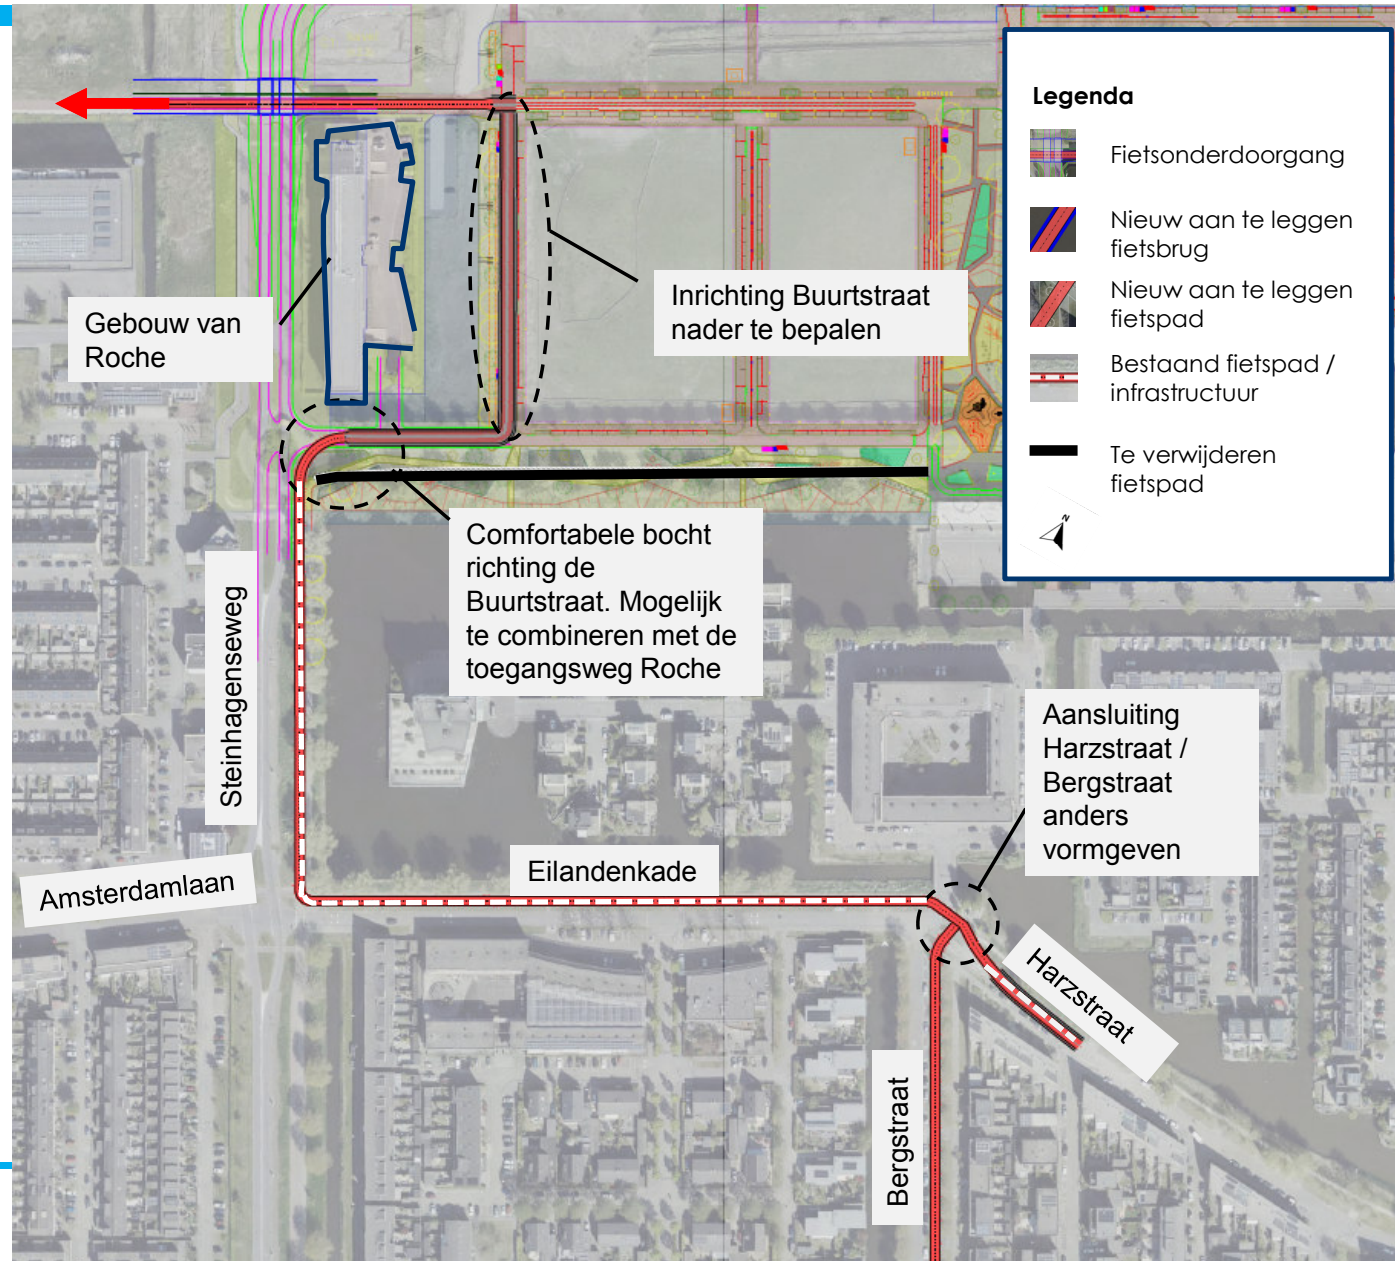 Legenda
Fietsonderdoorgang
Nieuw aan te leggen
fietsbrug
Nieuw aan te leggen
fietspad
Bestaand fietspad /
infrastructuur
Te verwijderen
fietspad
N
Gebouw van
Roche
Inrichting Buurtstraat
nader te bepalen
Comfortabele bocht
richting de
Buurtstraat. Mogelijk
te combineren met de
toegangsweg Roche
Steinhagenseweg
Aansluiting
Harzstraat /
Bergstraat
anders
vormgeven
Amsterdamlaan
Eilandenkade
Harzstraat
Bergstraat